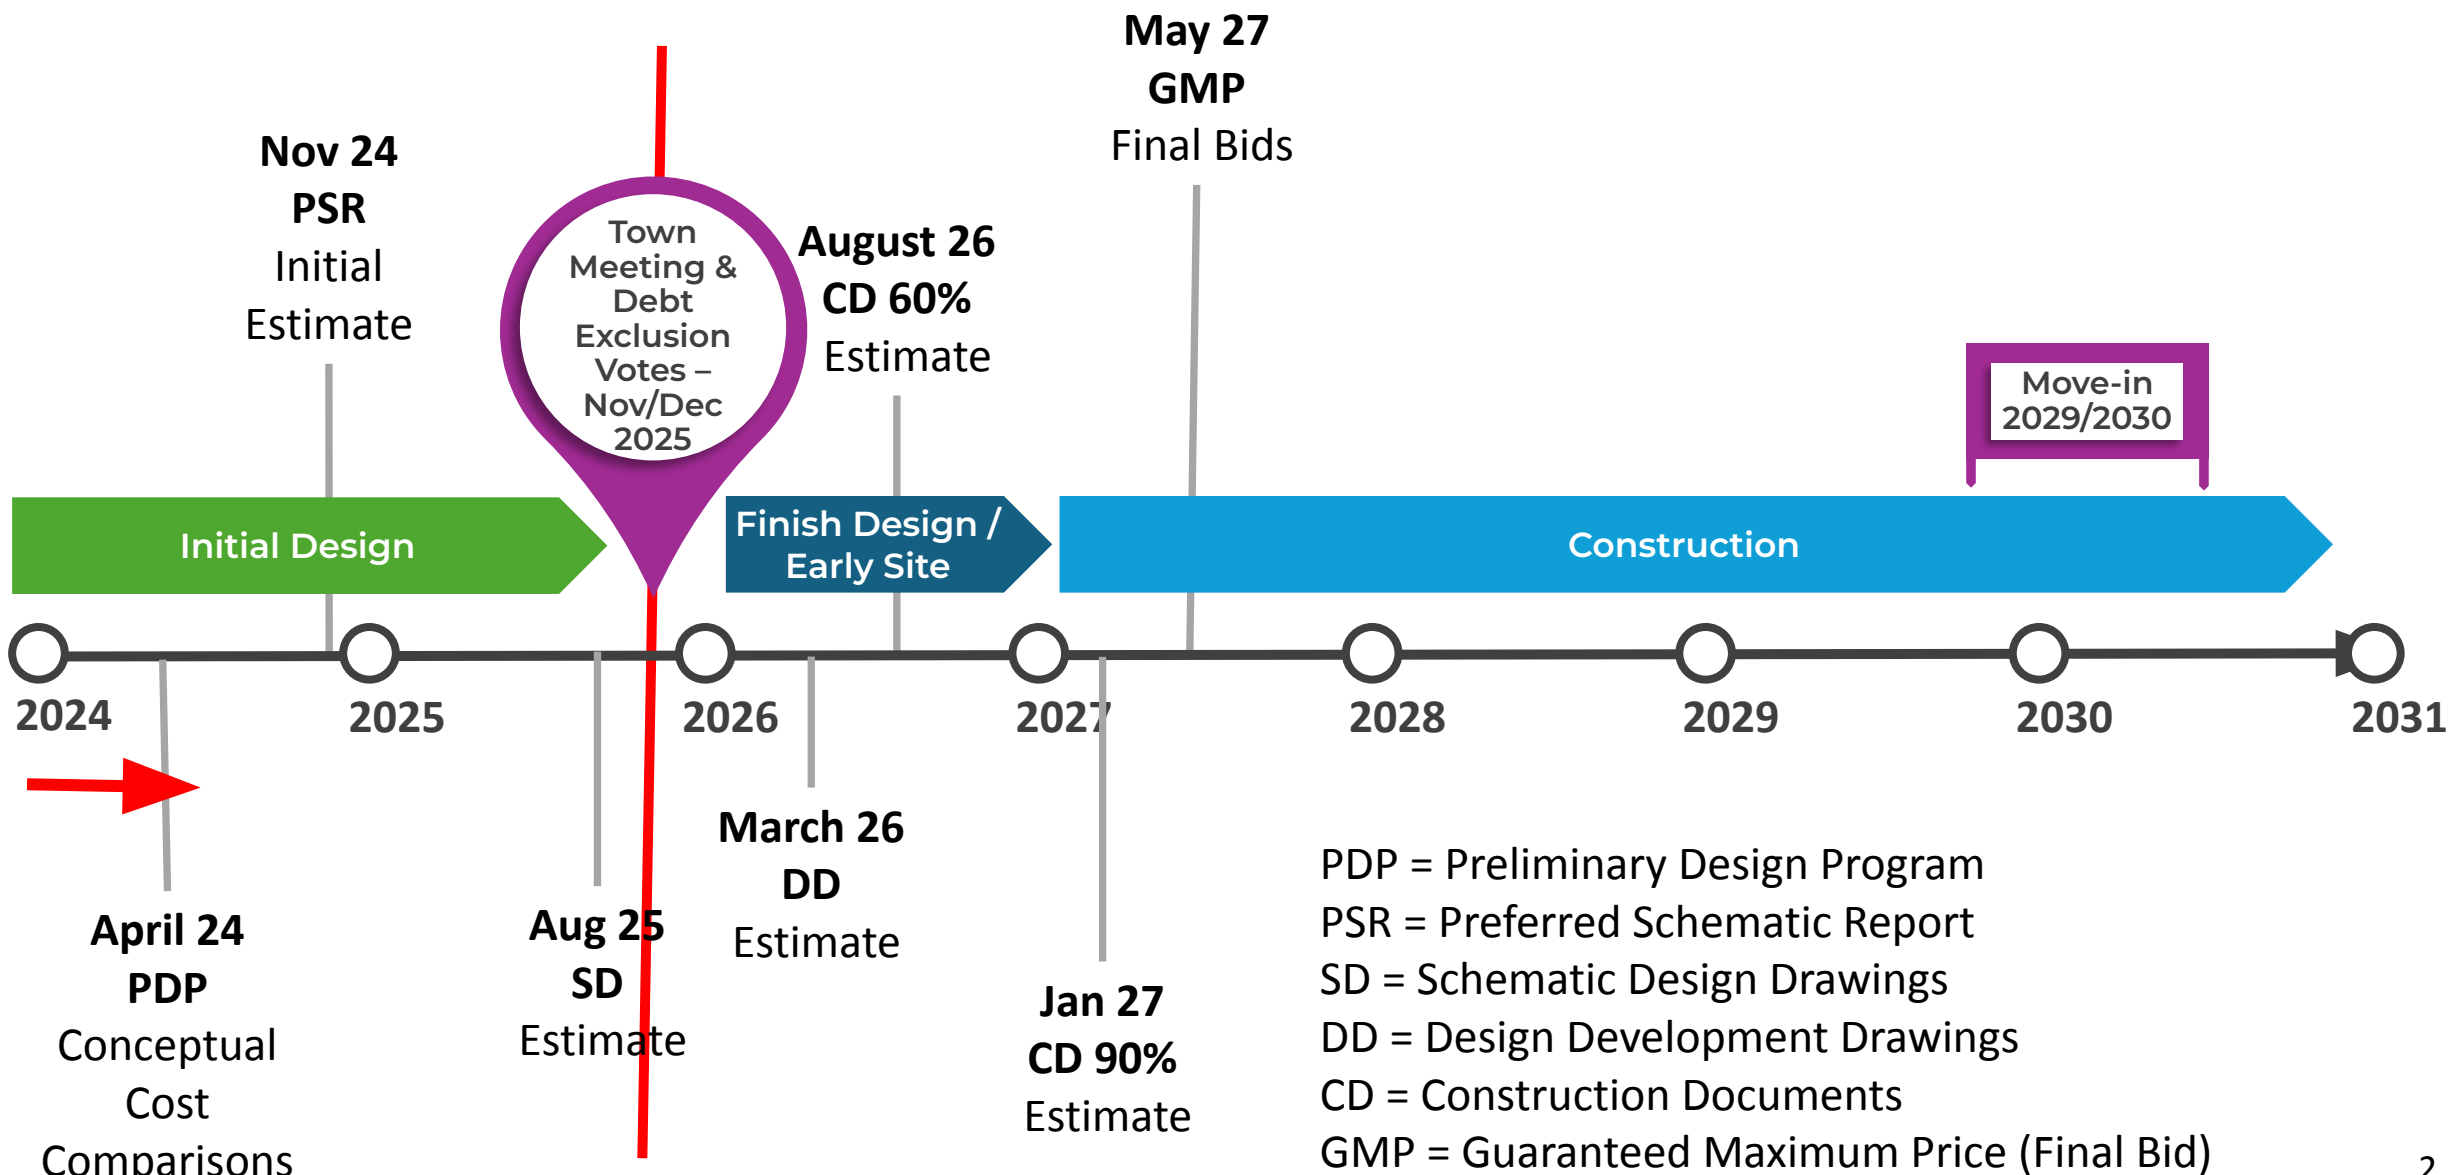 May 27
GMP
Final Bids
Nov 24
PSR
Initial
Estimate
Town
Meeting &
Debt
Exclusion
Votes –
Nov/Dec
2025
August 26
CD 60%
Estimate
Move-in
2029/2030
Initial Design
Finish Design /
Early Site
Construction
2024
2025
2026
2027
2028
2029
2030
2031
April 24
PDP
Conceptual
Cost
Comparisons
Aug 25
SD
Estimate
March 26
DD
Estimate
Jan 27
CD 90%
Estimate
PDP = Preliminary Design Program
PSR = Preferred Schematic Report
SD = Schematic Design Drawings
DD = Design Development Drawings
CD = Construction Documents
GMP = Guaranteed Maximum Price (Final Bid)
2